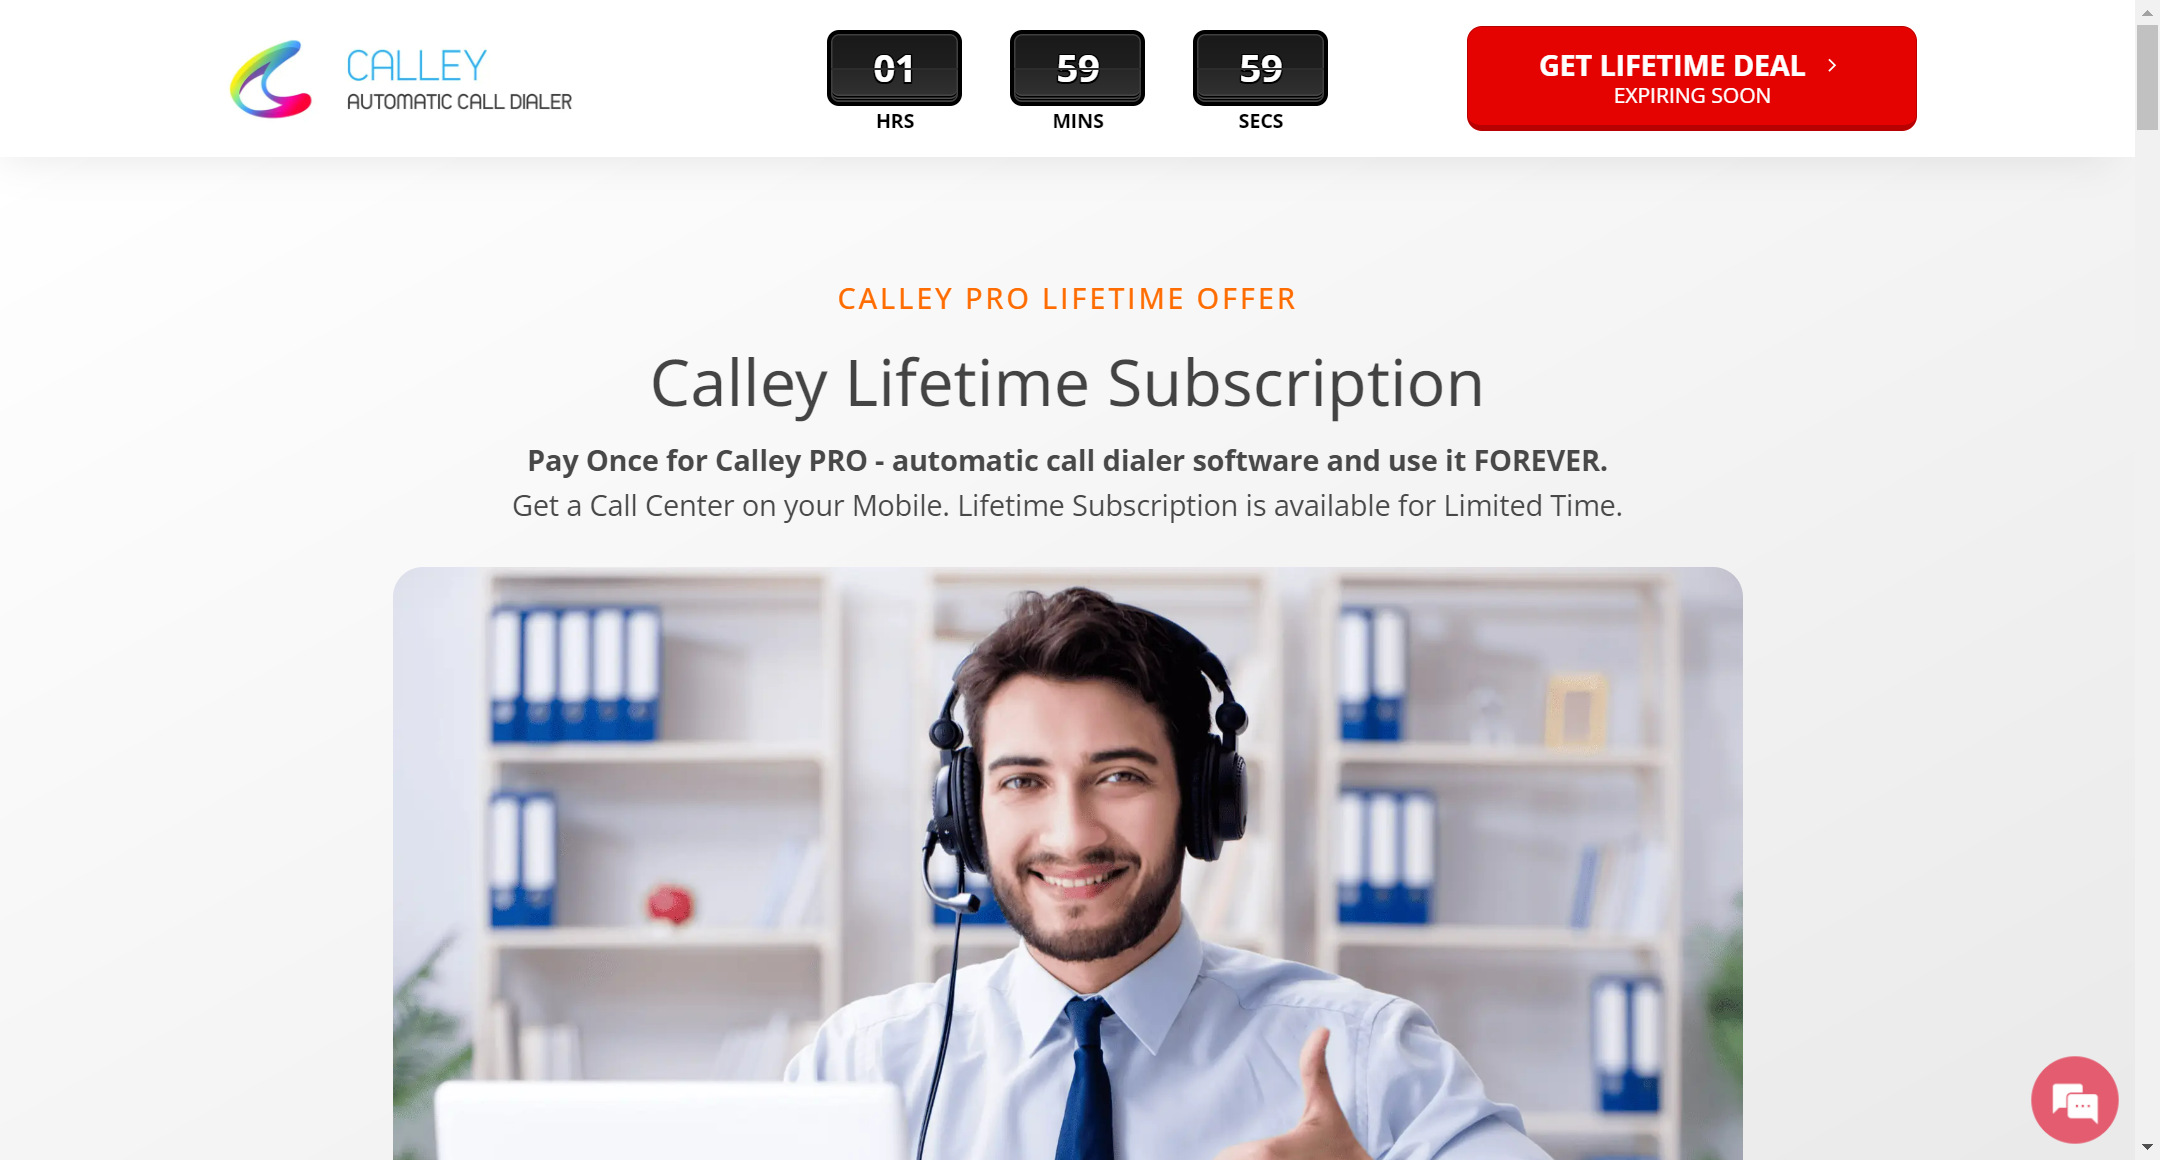 CALLEY
AUTOMATIC CALL DIALER
01
59
59
HRS
MINS
SECS
GET LIFETIME DEAL
EXPIRING SOON
CALLEY PRO LIFETIME OFFER
Calley Lifetime Subscription
Pay Once for Calley PRO - automatic call dialer software and use it FOREVER.
Get a Call Center on your Mobile. Lifetime Subscription is available for Limited Time.